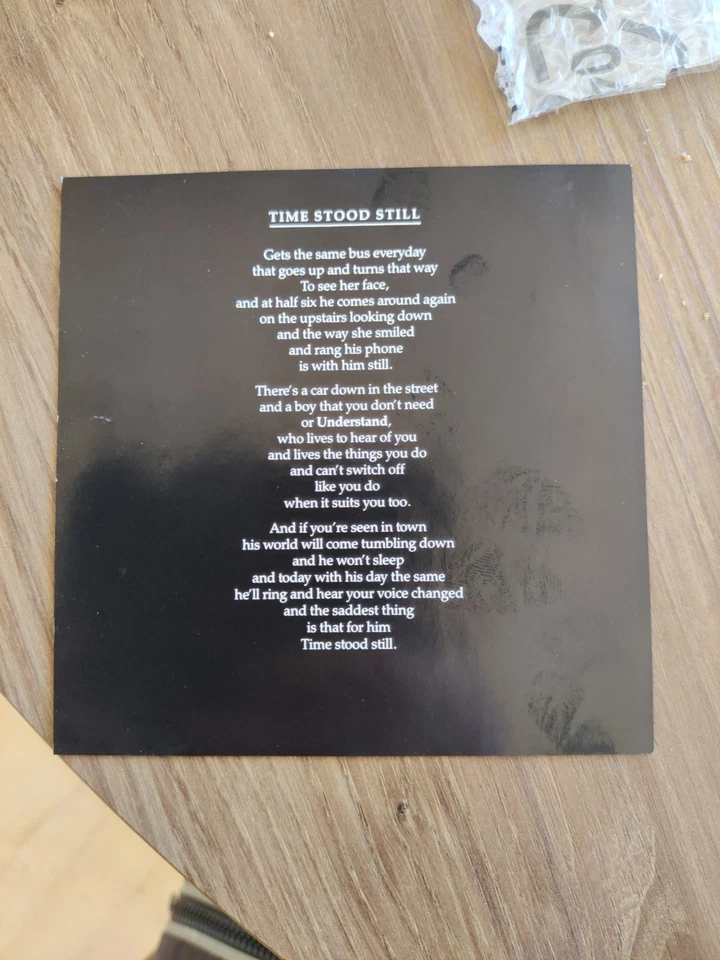 TIME STOOD STILL
Gets the same bus everyday
that goes up and turns that way
To see her face,
and at half six he comes around again
on the upstairs looking down
and the way she smiled
and rang his phone
is with him still.
There's a car down in the street
and a boy that you don't need
or Understand,
who lives to hear of you
and lives the things you do
and can't switch off
like you do
when it suits you too.
And if you're seen in town
his world will come tumbling down
and he won't sleep
and today with his day the same
he'll ring and hear your voice changed
and the saddest thing
is that for him
Time stood still.